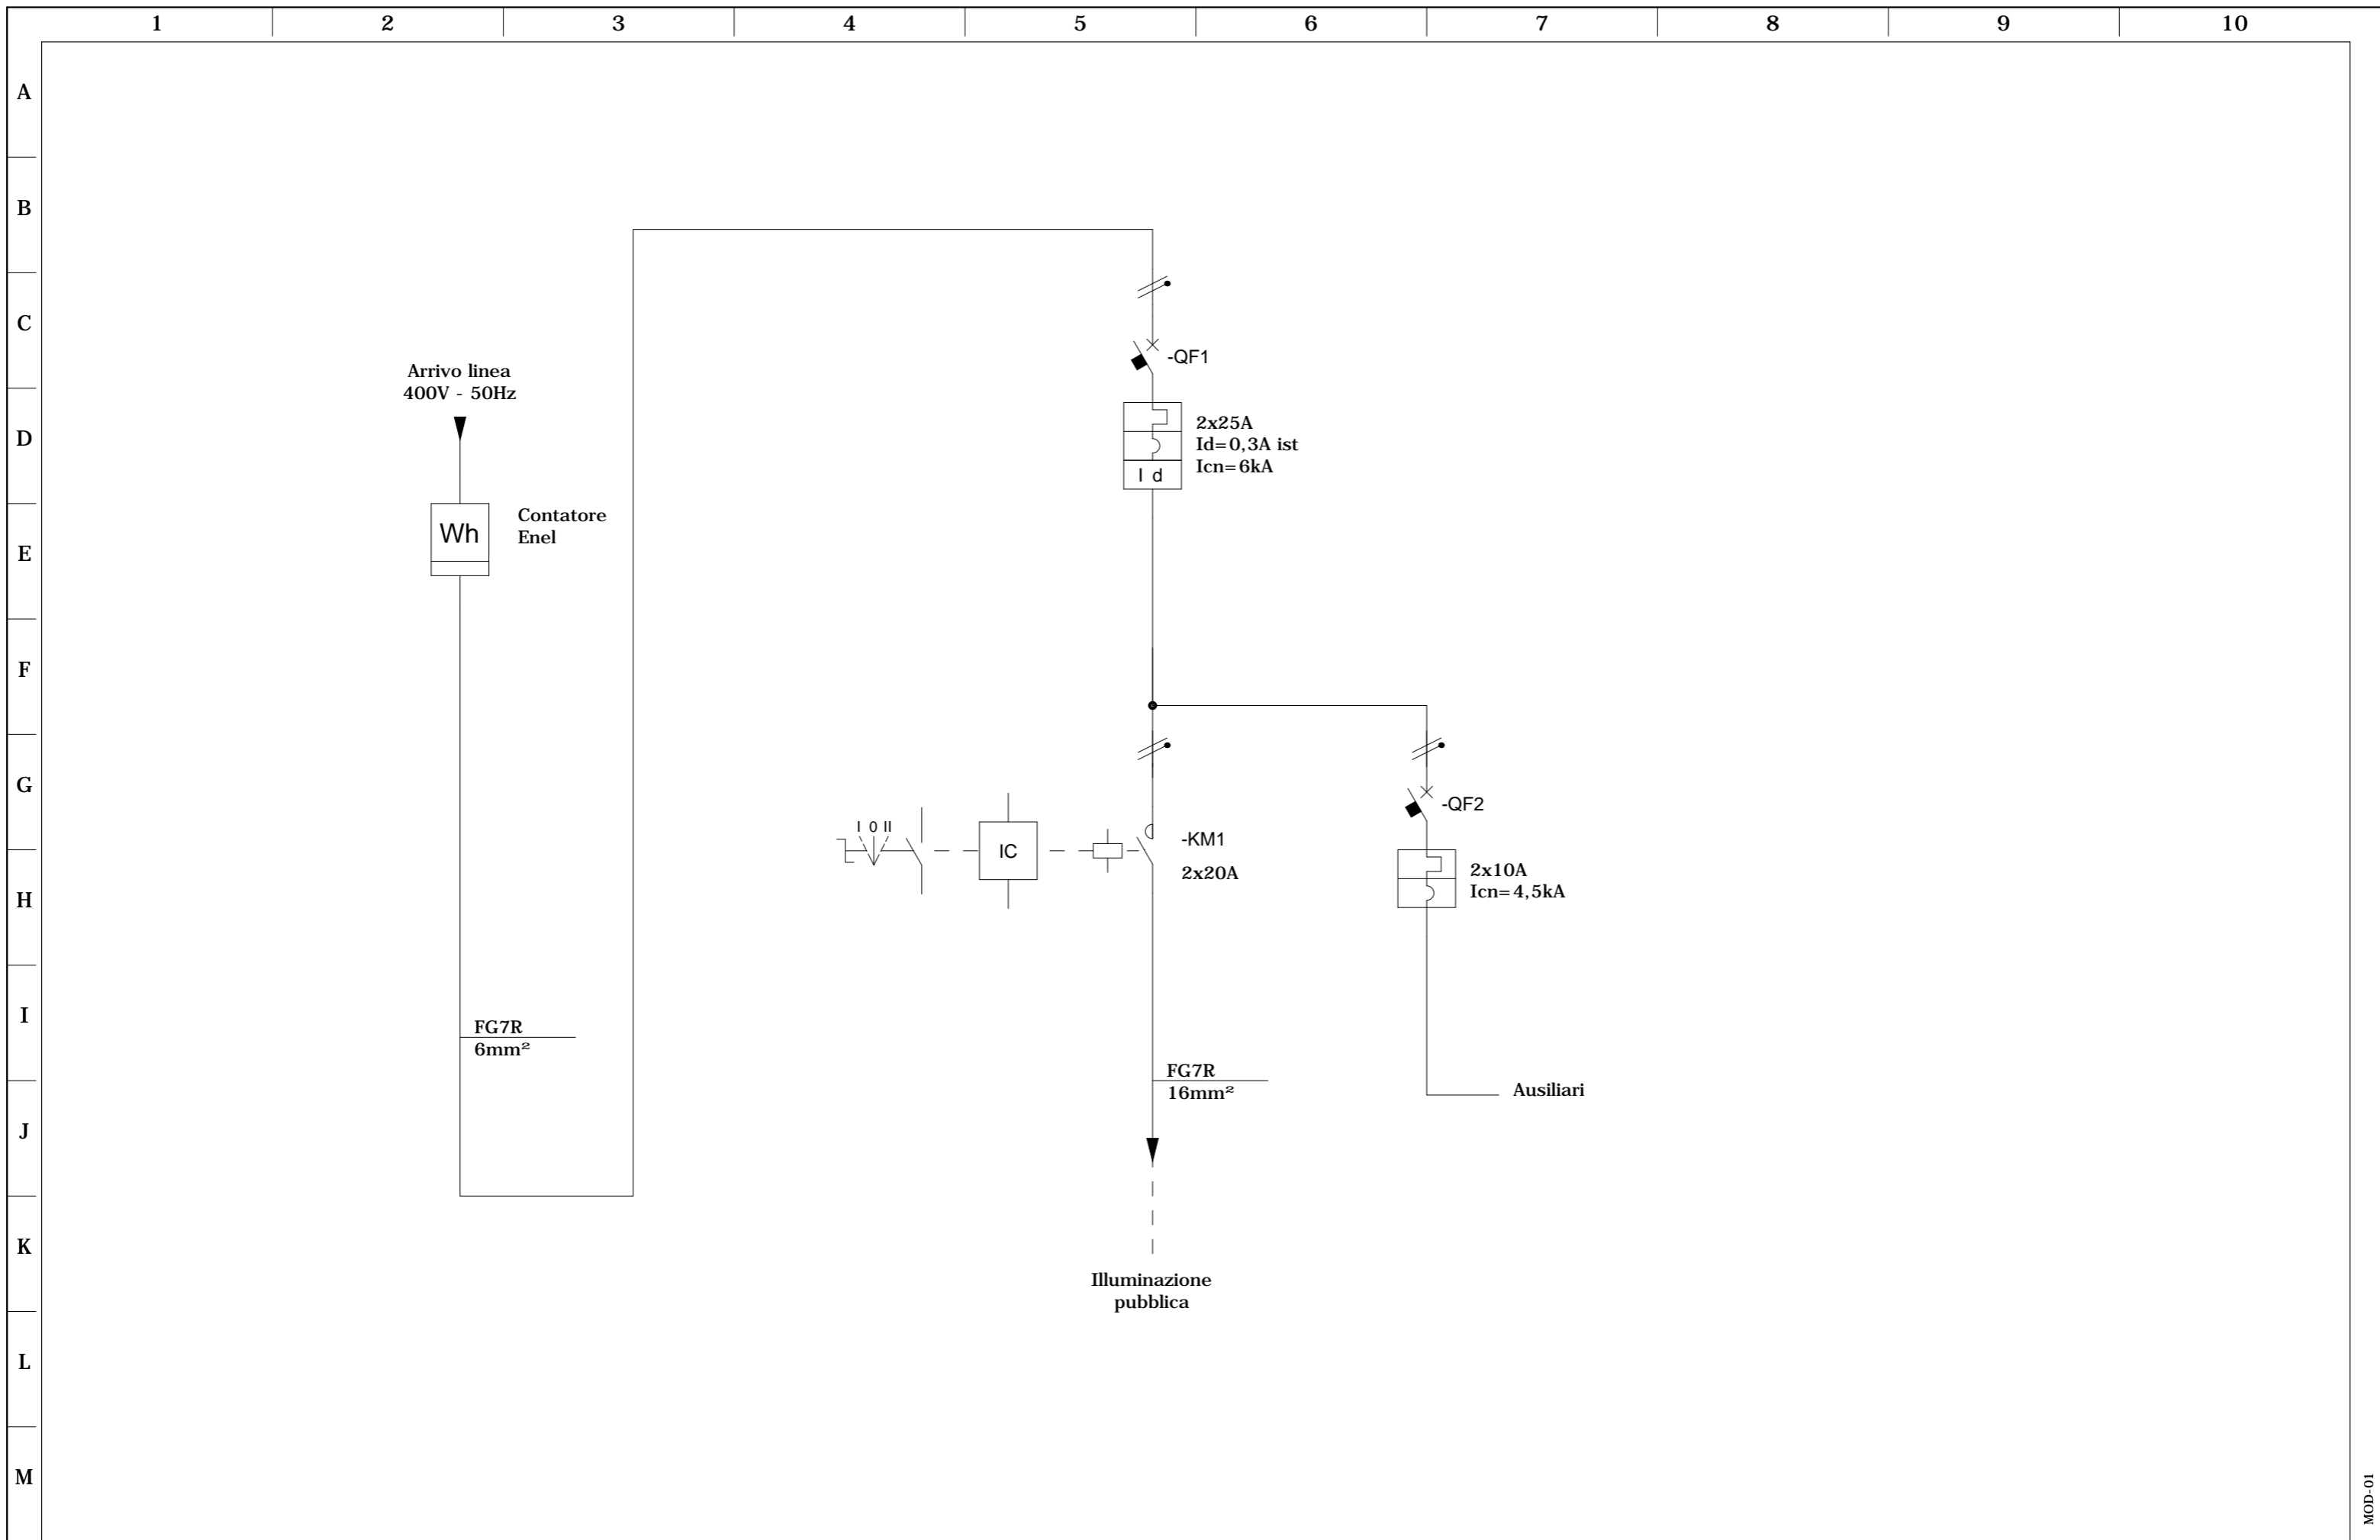 1 2 3 4 5 6 7 8 9 10
A
B
C
D
E
F
G
H
I
J
K
L
M
Arrivo linea
400V - 50Hz
Wh
Contatore
Enel
FG7R
6mm²
-QF1
2x25A
Id=0,3A ist
Icn=6kA
I d
I 0 II
IC
-KM1
2x20A
-QF2
2x10A
Icn=4,5kA
FG7R
16mm²
Ausiliari
Illuminazione
pubblica
MOD-01